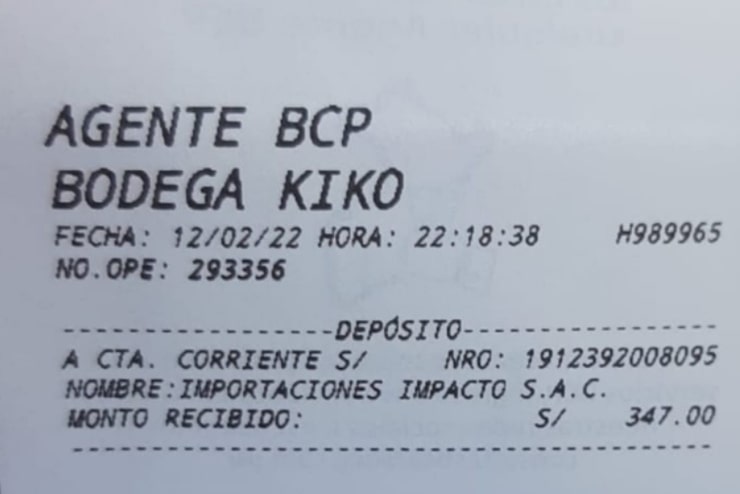 AGENTE BCP
BODEGA KIKO
FECHA: 12/02/22 HORA: 22:18:38 H989965
NO.OPE: 293356
------------------DEPÓSITO-----------------
A CTA. CORRIENTE S/ NRO: 1912392008095
NOMBRE:IMPORTACIONES IMPACTO S.A.C.
MONTO RECIBIDO: S/ 347.00
-------------------------------------------